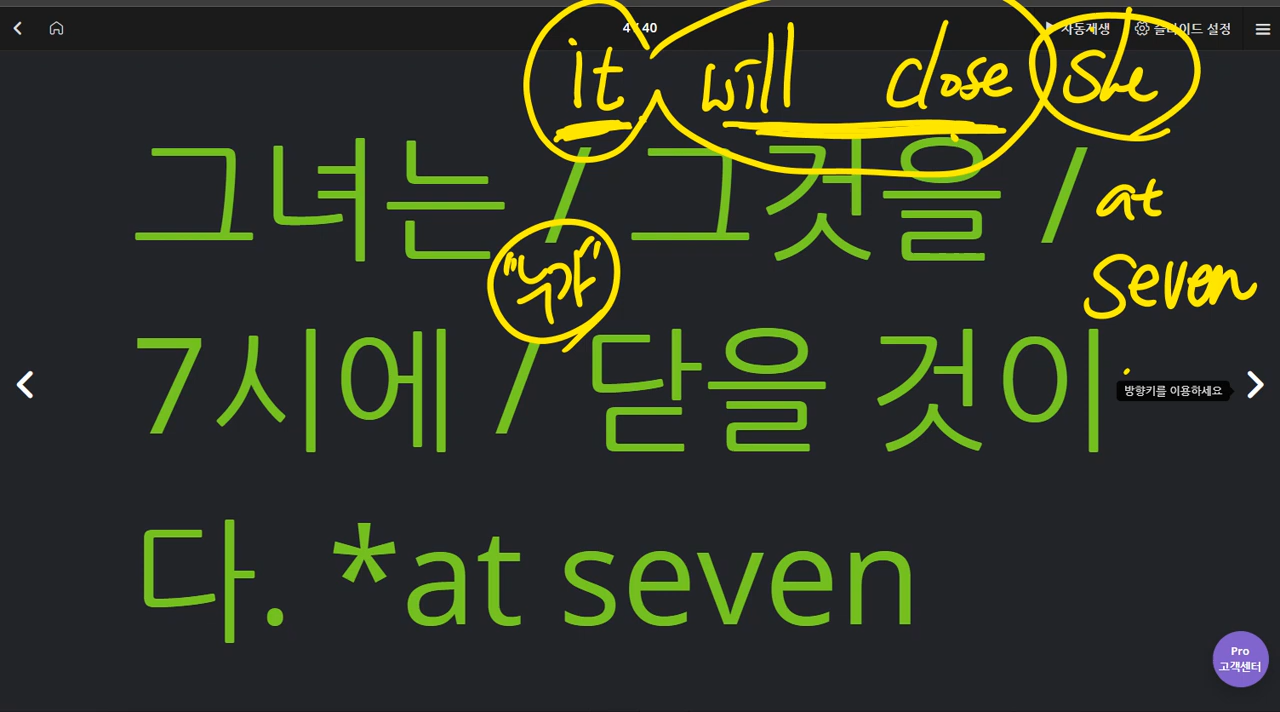 4 / 40
자동재생
슬라이드 설정
it will close she
그녀는 / 그것을 /
at
seven
"누가"
7시에 / 닫을 것이
방향키를 이용하세요
다. *at seven
Pro
고객센터